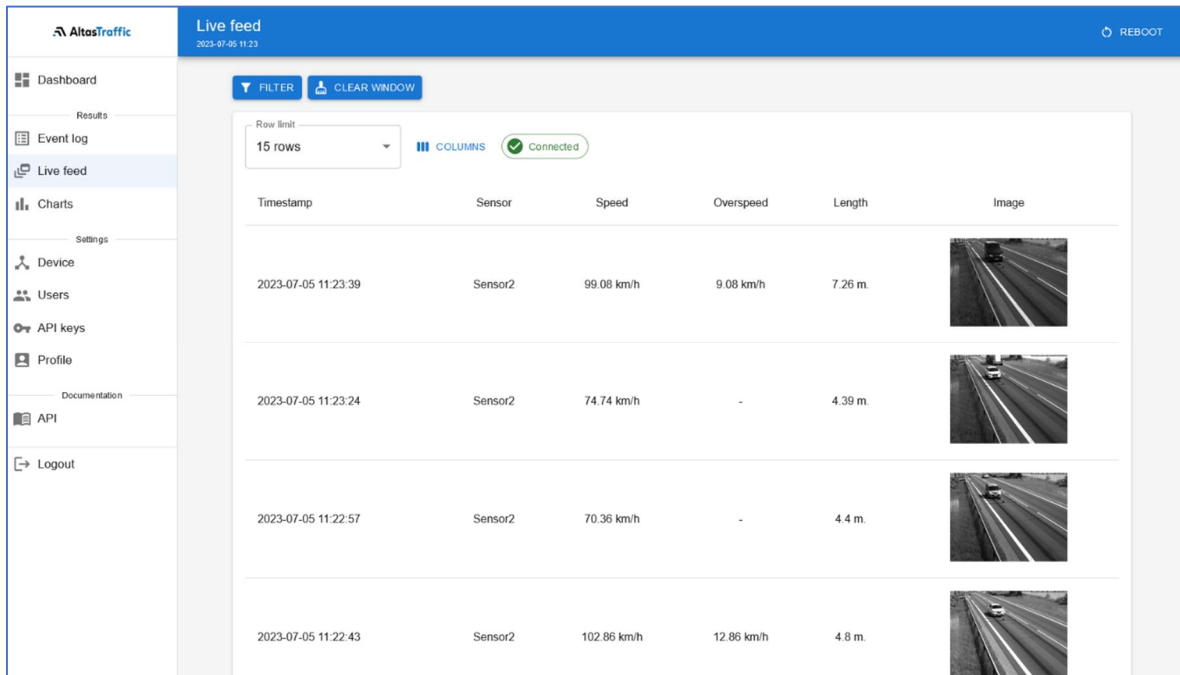 AltasTraffic
Live feed
2023-07-05 11:23
REBOOT
Dashboard
Results
Event log
Live feed
Charts
Settings
Device
Users
API keys
Profile
Documentation
API
Logout
FILTER
CLEAR WINDOW
Row limit
15 rows
COLUMNS
Connected
Timestamp Sensor Speed Overspeed Length Image
2023-07-05 11:23:39 Sensor2 99.08 km/h 9.08 km/h 7.26 m.
2023-07-05 11:23:24 Sensor2 74.74 km/h - 4.39 m.
2023-07-05 11:22:57 Sensor2 70.36 km/h - 4.4 m.
2023-07-05 11:22:43 Sensor2 102.86 km/h 12.86 km/h 4.8 m.